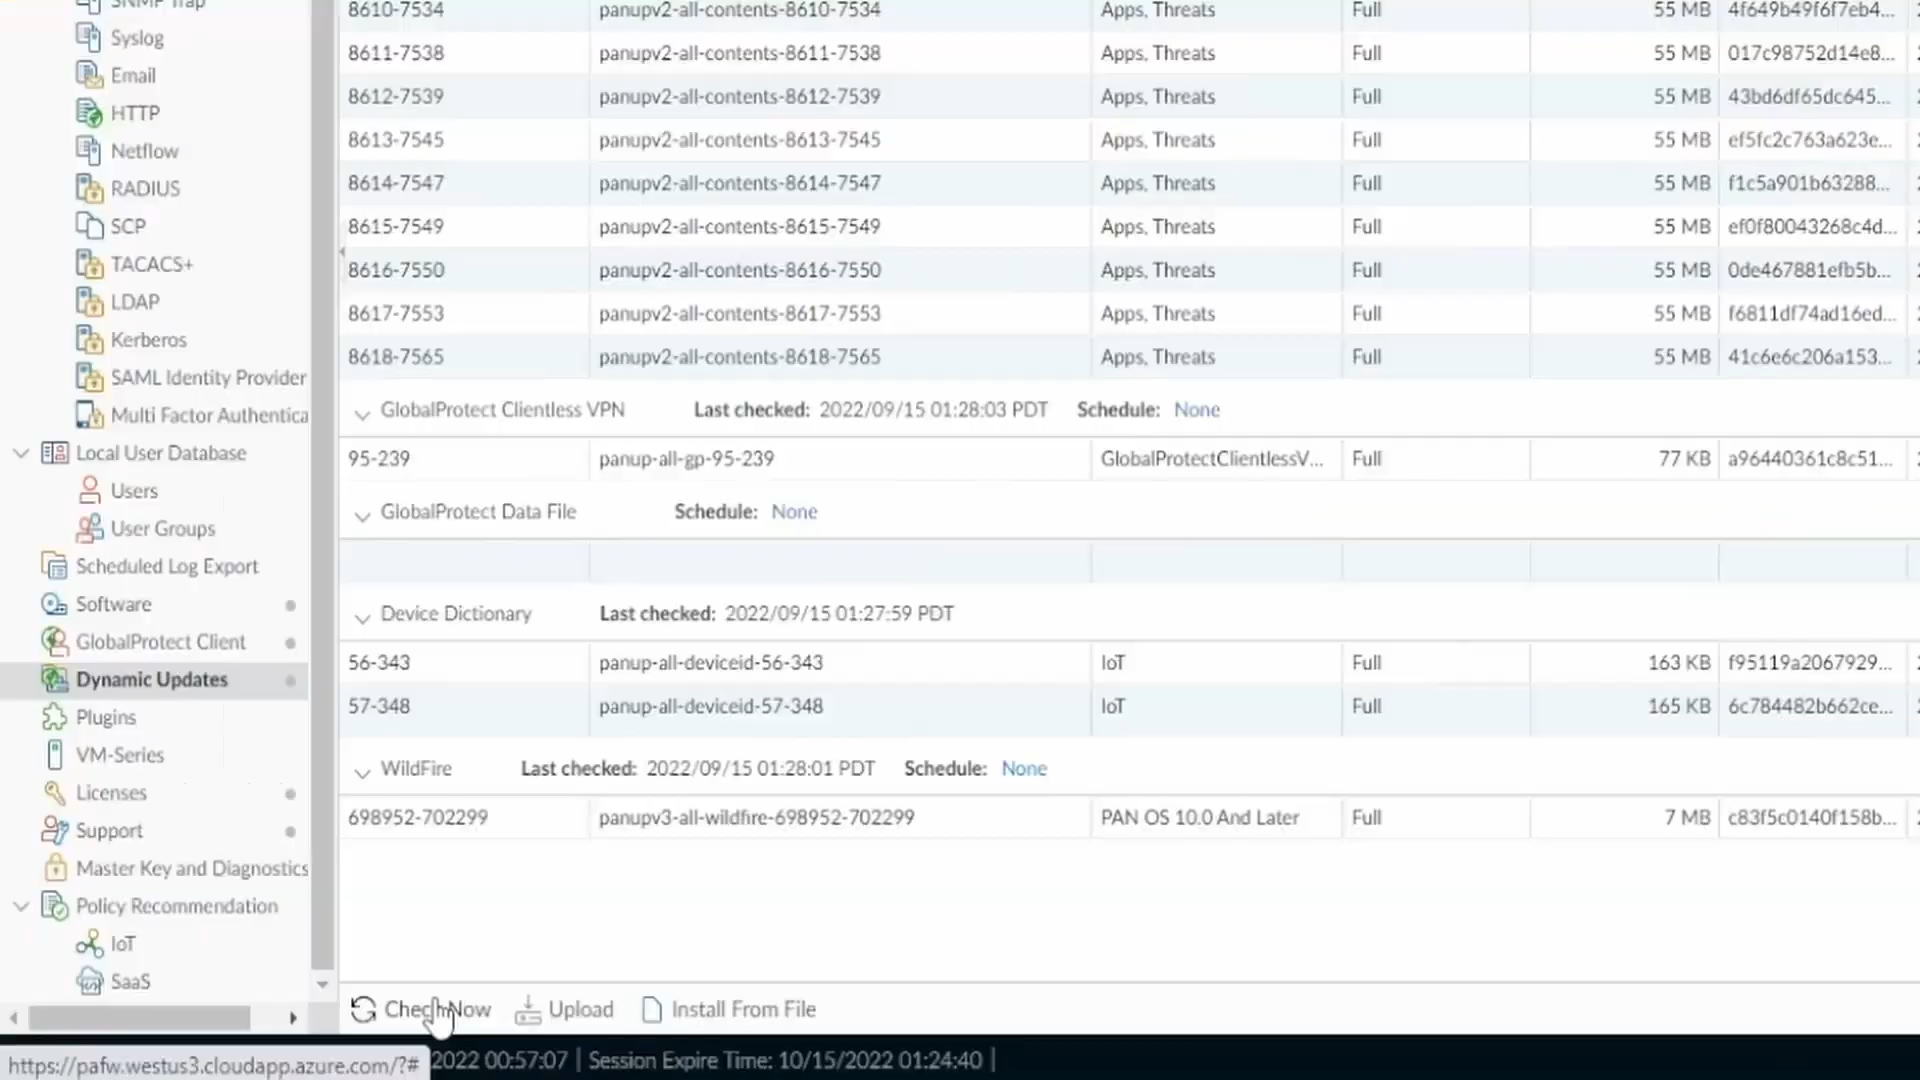 SNMP Trap
Syslog
Email
HTTP
Netflow
RADIUS
SCP
TACACS+
LDAP
Kerberos
SAML Identity Provider
Multi Factor Authentica
Local User Database
Users
User Groups
Scheduled Log Export
Software
GlobalProtect Client
Dynamic Updates
Plugins
VM-Series
Licenses
Support
Master Key and Diagnostics
Policy Recommendation
IoT
SaaS
8610-7534 panupv2-all-contents-8610-7534 Apps, Threats Full 55 MB 4f649b49f6f7eb4...
8611-7538 panupv2-all-contents-8611-7538 Apps, Threats Full 55 MB 017c98752d14e8...
8612-7539 panupv2-all-contents-8612-7539 Apps, Threats Full 55 MB 43bd6df65dc645...
8613-7545 panupv2-all-contents-8613-7545 Apps, Threats Full 55 MB ef5fc2c763a623e...
8614-7547 panupv2-all-contents-8614-7547 Apps, Threats Full 55 MB f1c5a901b63288...
8615-7549 panupv2-all-contents-8615-7549 Apps, Threats Full 55 MB ef0f80043268c4d...
8616-7550 panupv2-all-contents-8616-7550 Apps, Threats Full 55 MB 0de467881efb5b...
8617-7553 panupv2-all-contents-8617-7553 Apps, Threats Full 55 MB f6811df74ad16ed...
8618-7565 panupv2-all-contents-8618-7565 Apps, Threats Full 55 MB 41c6e6c206a153...
GlobalProtect Clientless VPN Last checked: 2022/09/15 01:28:03 PDT Schedule: None
95-239 panup-all-gp-95-239 GlobalProtectClientlessV... Full 77 KB a96440361c8c51...
GlobalProtect Data File Schedule: None
Device Dictionary Last checked: 2022/09/15 01:27:59 PDT
56-343 panup-all-deviceid-56-343 IoT Full 163 KB f95119a2067929...
57-348 panup-all-deviceid-57-348 IoT Full 165 KB 6c784482b662ce...
WildFire Last checked: 2022/09/15 01:28:01 PDT Schedule: None
698952-702299 panupv3-all-wildfire-698952-702299 PAN OS 10.0 And Later Full 7 MB c83f5c0140f158b...
Check Now Upload Install From File
https://pafw.westus3.cloudapp.azure.com/?# 2022 00:57:07 | Session Expire Time: 10/15/2022 01:24:40 |